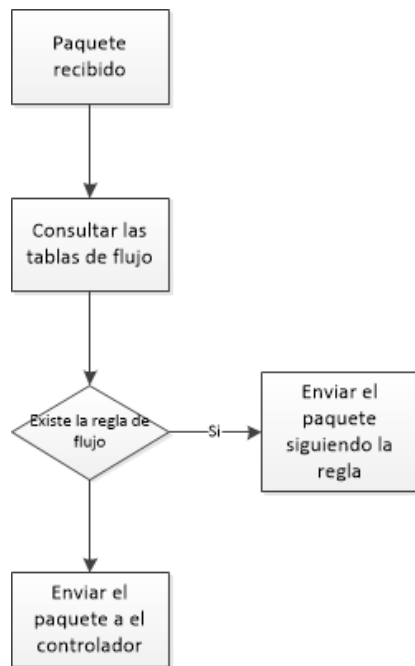 Paquete
recibido
Consultar las
tablas de flujo
Existe la regla de
flujo
Si
Enviar el
paquete
siguiendo la
regla
Enviar el
paquete a el
controlador